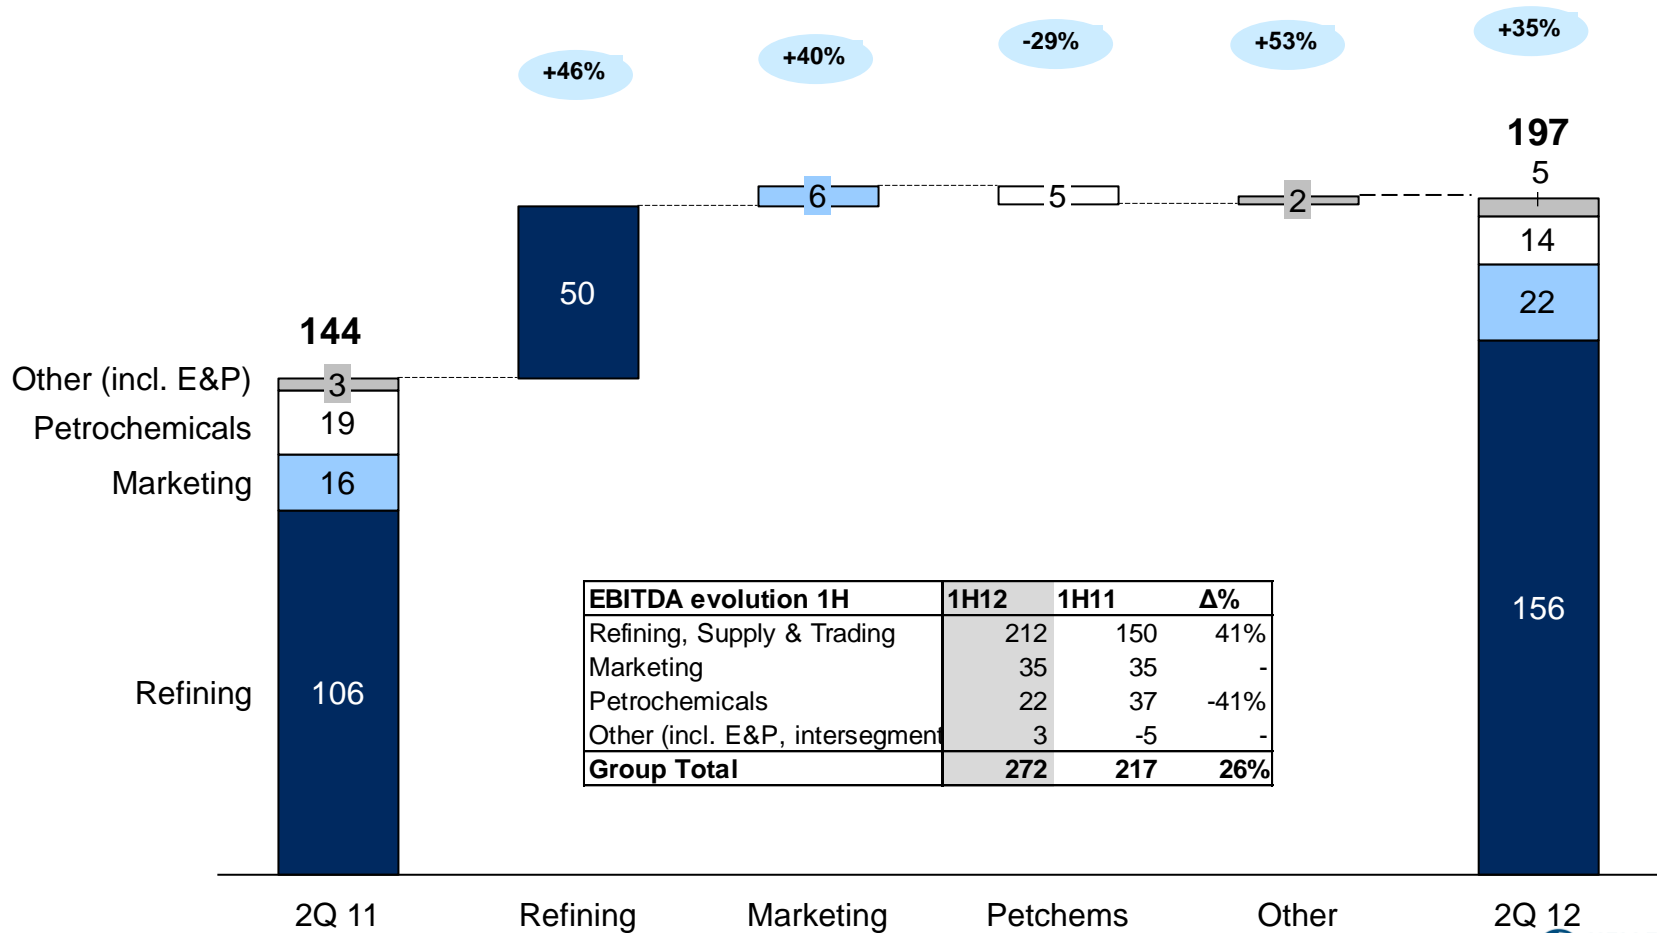 +46%
+40%
-29%
+53%
+35%
144
197
Other (incl. E&P)
Petrochemicals
Marketing
Refining
3
19
16
106
50
6
5
2
5
14
22
156
EBITDA evolution 1H 1H12 1H11 Δ%
Refining, Supply & Trading 212 150 41%
Marketing 35 35 -
Petrochemicals 22 37 -41%
Other (incl. E&P, intersegment 3 -5 -
Group Total 272 217 26%
2Q 11 Refining Marketing Petchems Other 2Q 12